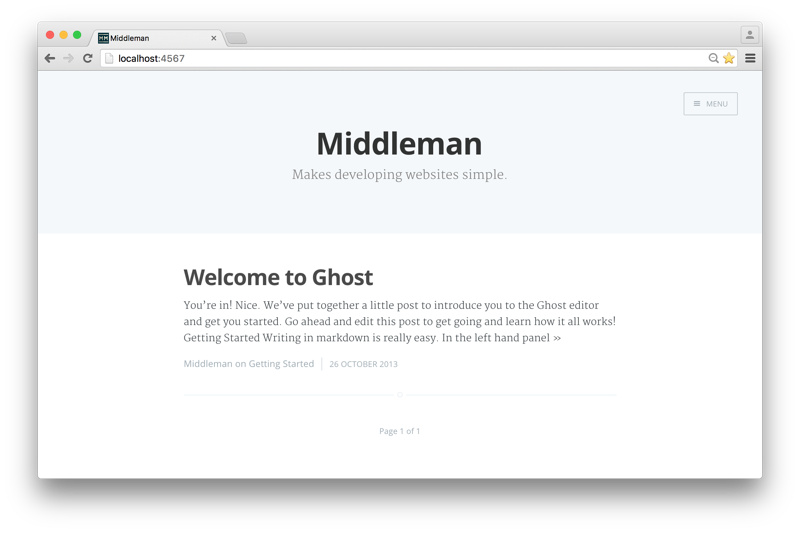 Middleman
localhost:4567
MENU
Middleman
Makes developing websites simple.
Welcome to Ghost
You're in! Nice. We've put together a little post to introduce you to the Ghost editor
and get you started. Go ahead and edit this post to get going and learn how it all works!
Getting Started Writing in markdown is really easy. In the left hand panel »
Middleman on Getting Started | 26 OCTOBER 2013
Page 1 of 1